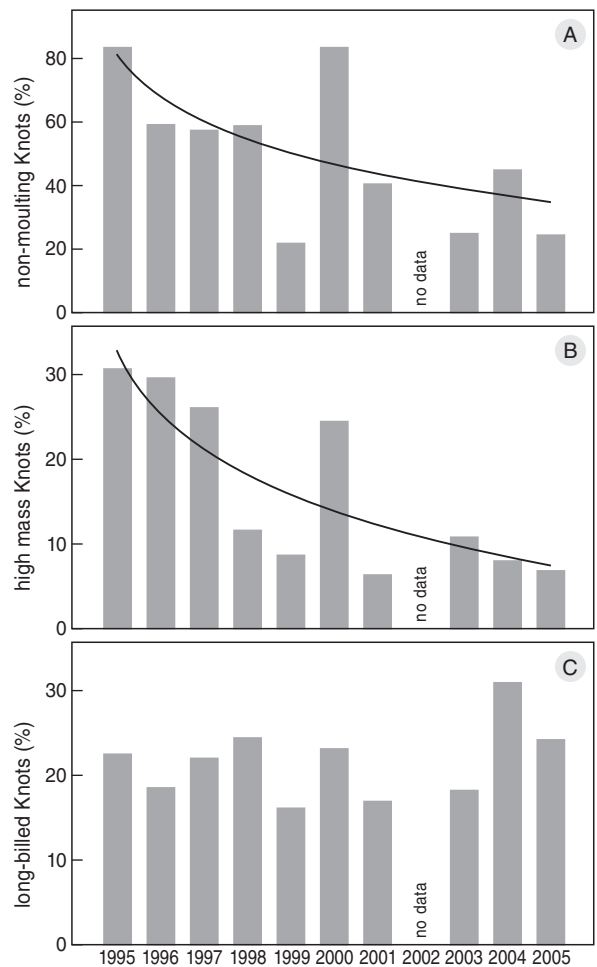 A
non-moulting Knots (%)
80
60
40
20
0
no data
B
high mass Knots (%)
30
20
10
0
no data
C
long-billed Knots (%)
30
20
10
0
no data
1995 1996 1997 1998 1999 2000 2001 2002 2003 2004 2005